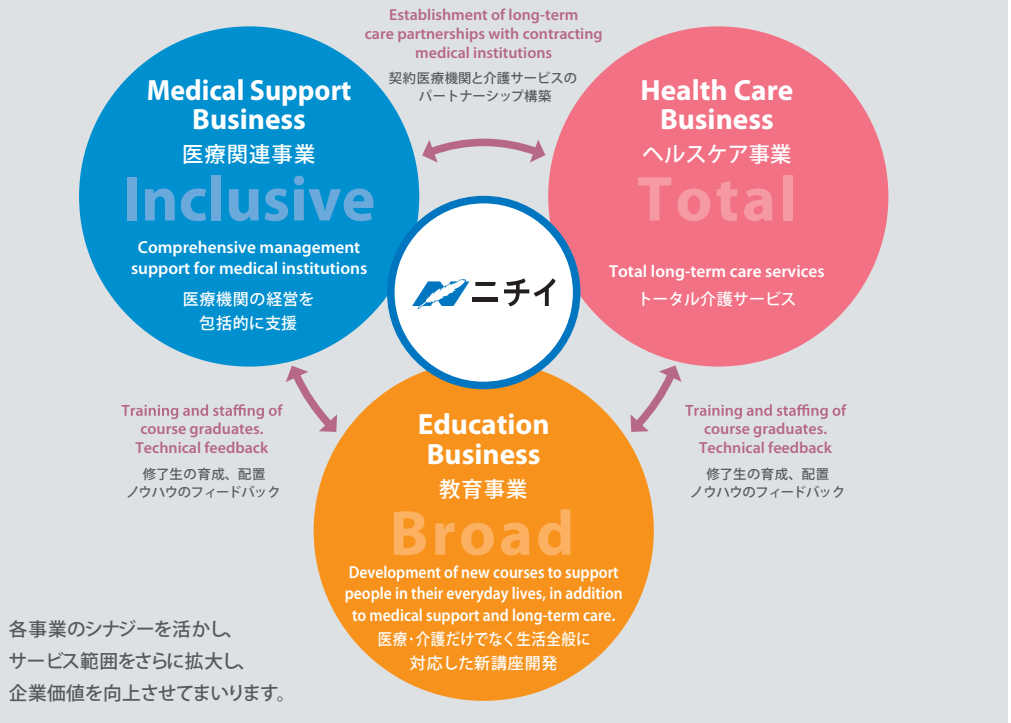 Establishment of long-term
care partnerships with contracting
medical institutions
契約医療機関と介護サービスの
パートナーシップ構築
Medical Support
Business
医療関連事業
Inclusive
Comprehensive management
support for medical institutions
医療機関の経営を
包括的に支援
Health Care
Business
ヘルスケア事業
Total
Total long-term care services
トータル介護サービス
ニチイ
Training and staffing of
course graduates.
Technical feedback
修了生の育成、配置
ノウハウのフィードバック
Education
Business
教育事業
Broad
Development of new courses to support
people in their everyday lives, in addition
to medical support and long-term care.
医療・介護だけでなく生活全般に
対応した新講座開発
Training and staffing of
course graduates.
Technical feedback
修了生の育成、配置
ノウハウのフィードバック
各事業のシナジーを活かし、
サービス範囲をさらに拡大し、
企業価値を向上させてまいります。